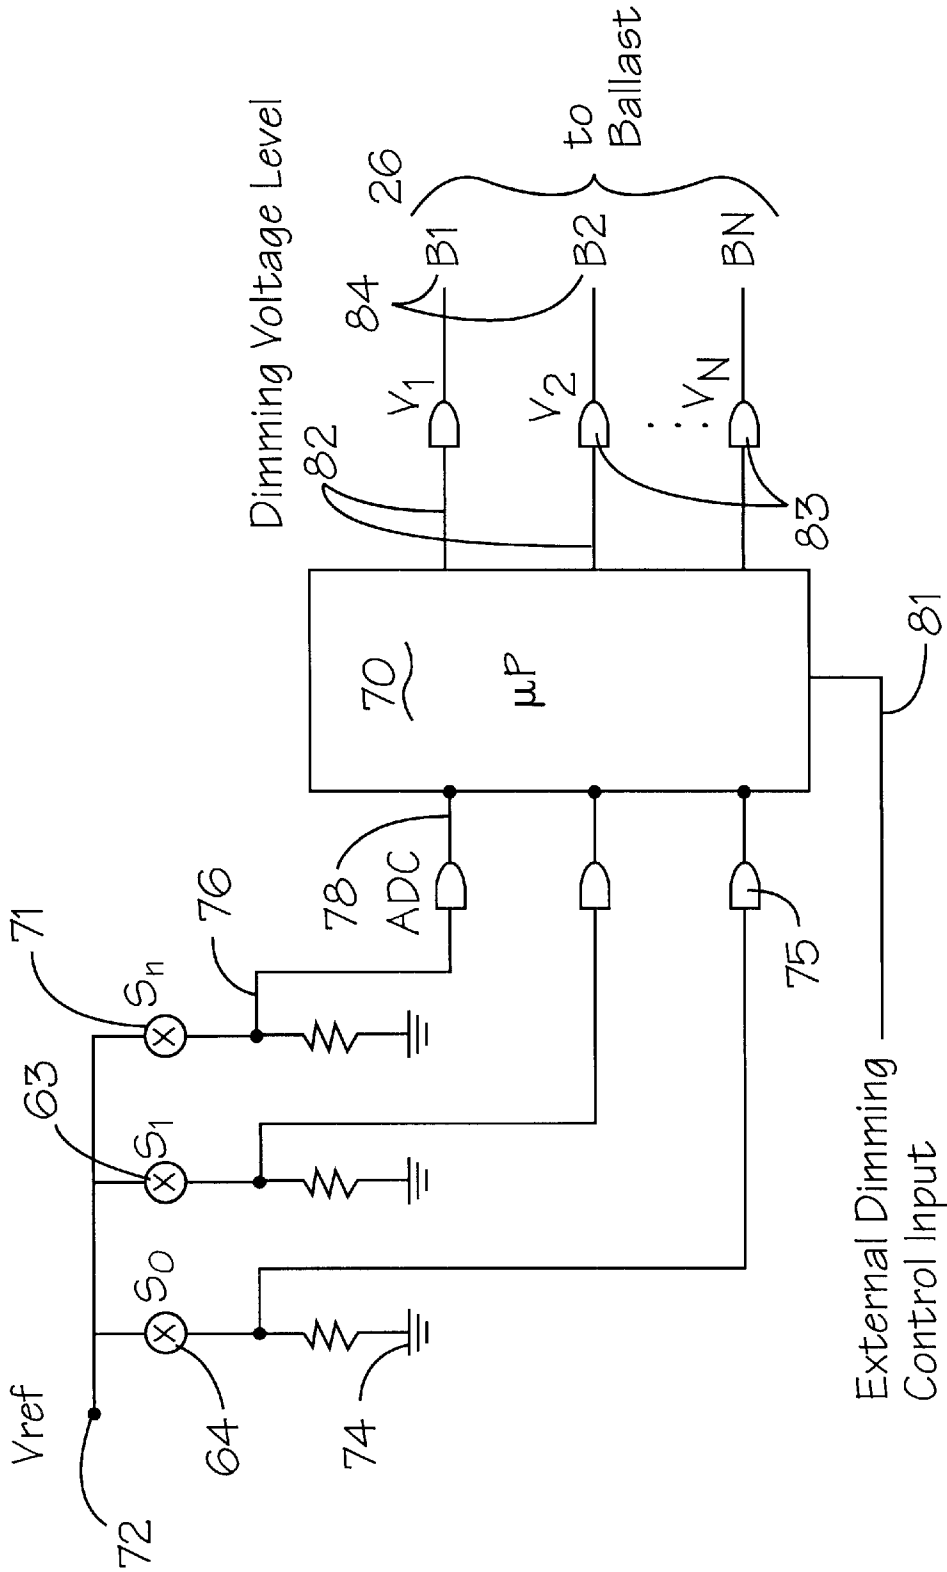 Vref
72
64
S0
63
S1
71
Sn
76
74
78
ADC
75
70
µP
External Dimming
Control Input
81
82
83
Dimming Voltage Level
V1
V2
VN
84
B1
B2
BN
26
to
Ballast